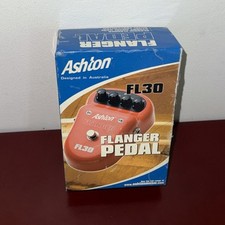 FLANGER
Ashton
Designed in Australia
FL30
Ashton
FLANGER
PEDAL
FL30